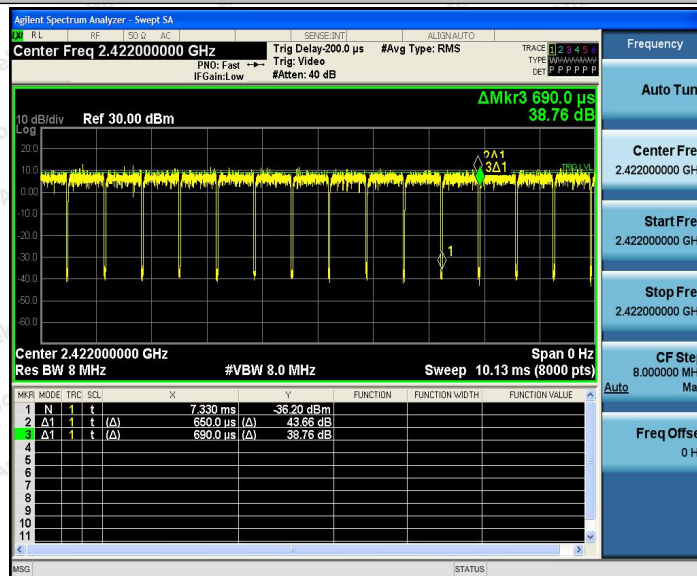 Agilent Spectrum Analyzer - Swept SA
LXI RL RF 50 Ω AC SENSE:INT ALIGN AUTO
Center Freq 2.422000000 GHz
PNO: Fast
IFGain:Low
Trig Delay-200.0 µs
Trig: Video
#Atten: 40 dB
#Avg Type: RMS
TRACE 1 2 3 4 5 6
TYPE W
DET P P P P P P
ΔMkr3 690.0 µs
38.76 dB
10 dB/div Ref 30.00 dBm
Log
20.0
10.0
0.00
-10.0
-20.0
-30.0
-40.0
-50.0
-60.0
2Δ1
3Δ1
TRIG LVL
1
Center 2.422000000 GHz Span 0 Hz
Res BW 8 MHz #VBW 8.0 MHz Sweep 10.13 ms (8000 pts)
MKR MODE TRC SCL X Y FUNCTION FUNCTION WIDTH FUNCTION VALUE
1 N 1 t 7.330 ms -36.20 dBm
2 Δ1 1 t (Δ) 650.0 µs (Δ) 43.66 dB
3 Δ1 1 t (Δ) 690.0 µs (Δ) 38.76 dB
4
5
6
7
8
9
10
11
MSG STATUS
Frequency
Auto Tun
Center Fre
2.422000000 GH
Start Fre
2.422000000 GH
Stop Fre
2.422000000 GH
CF Ste
8.000000 MH
Auto Ma
Freq Offse
0 H